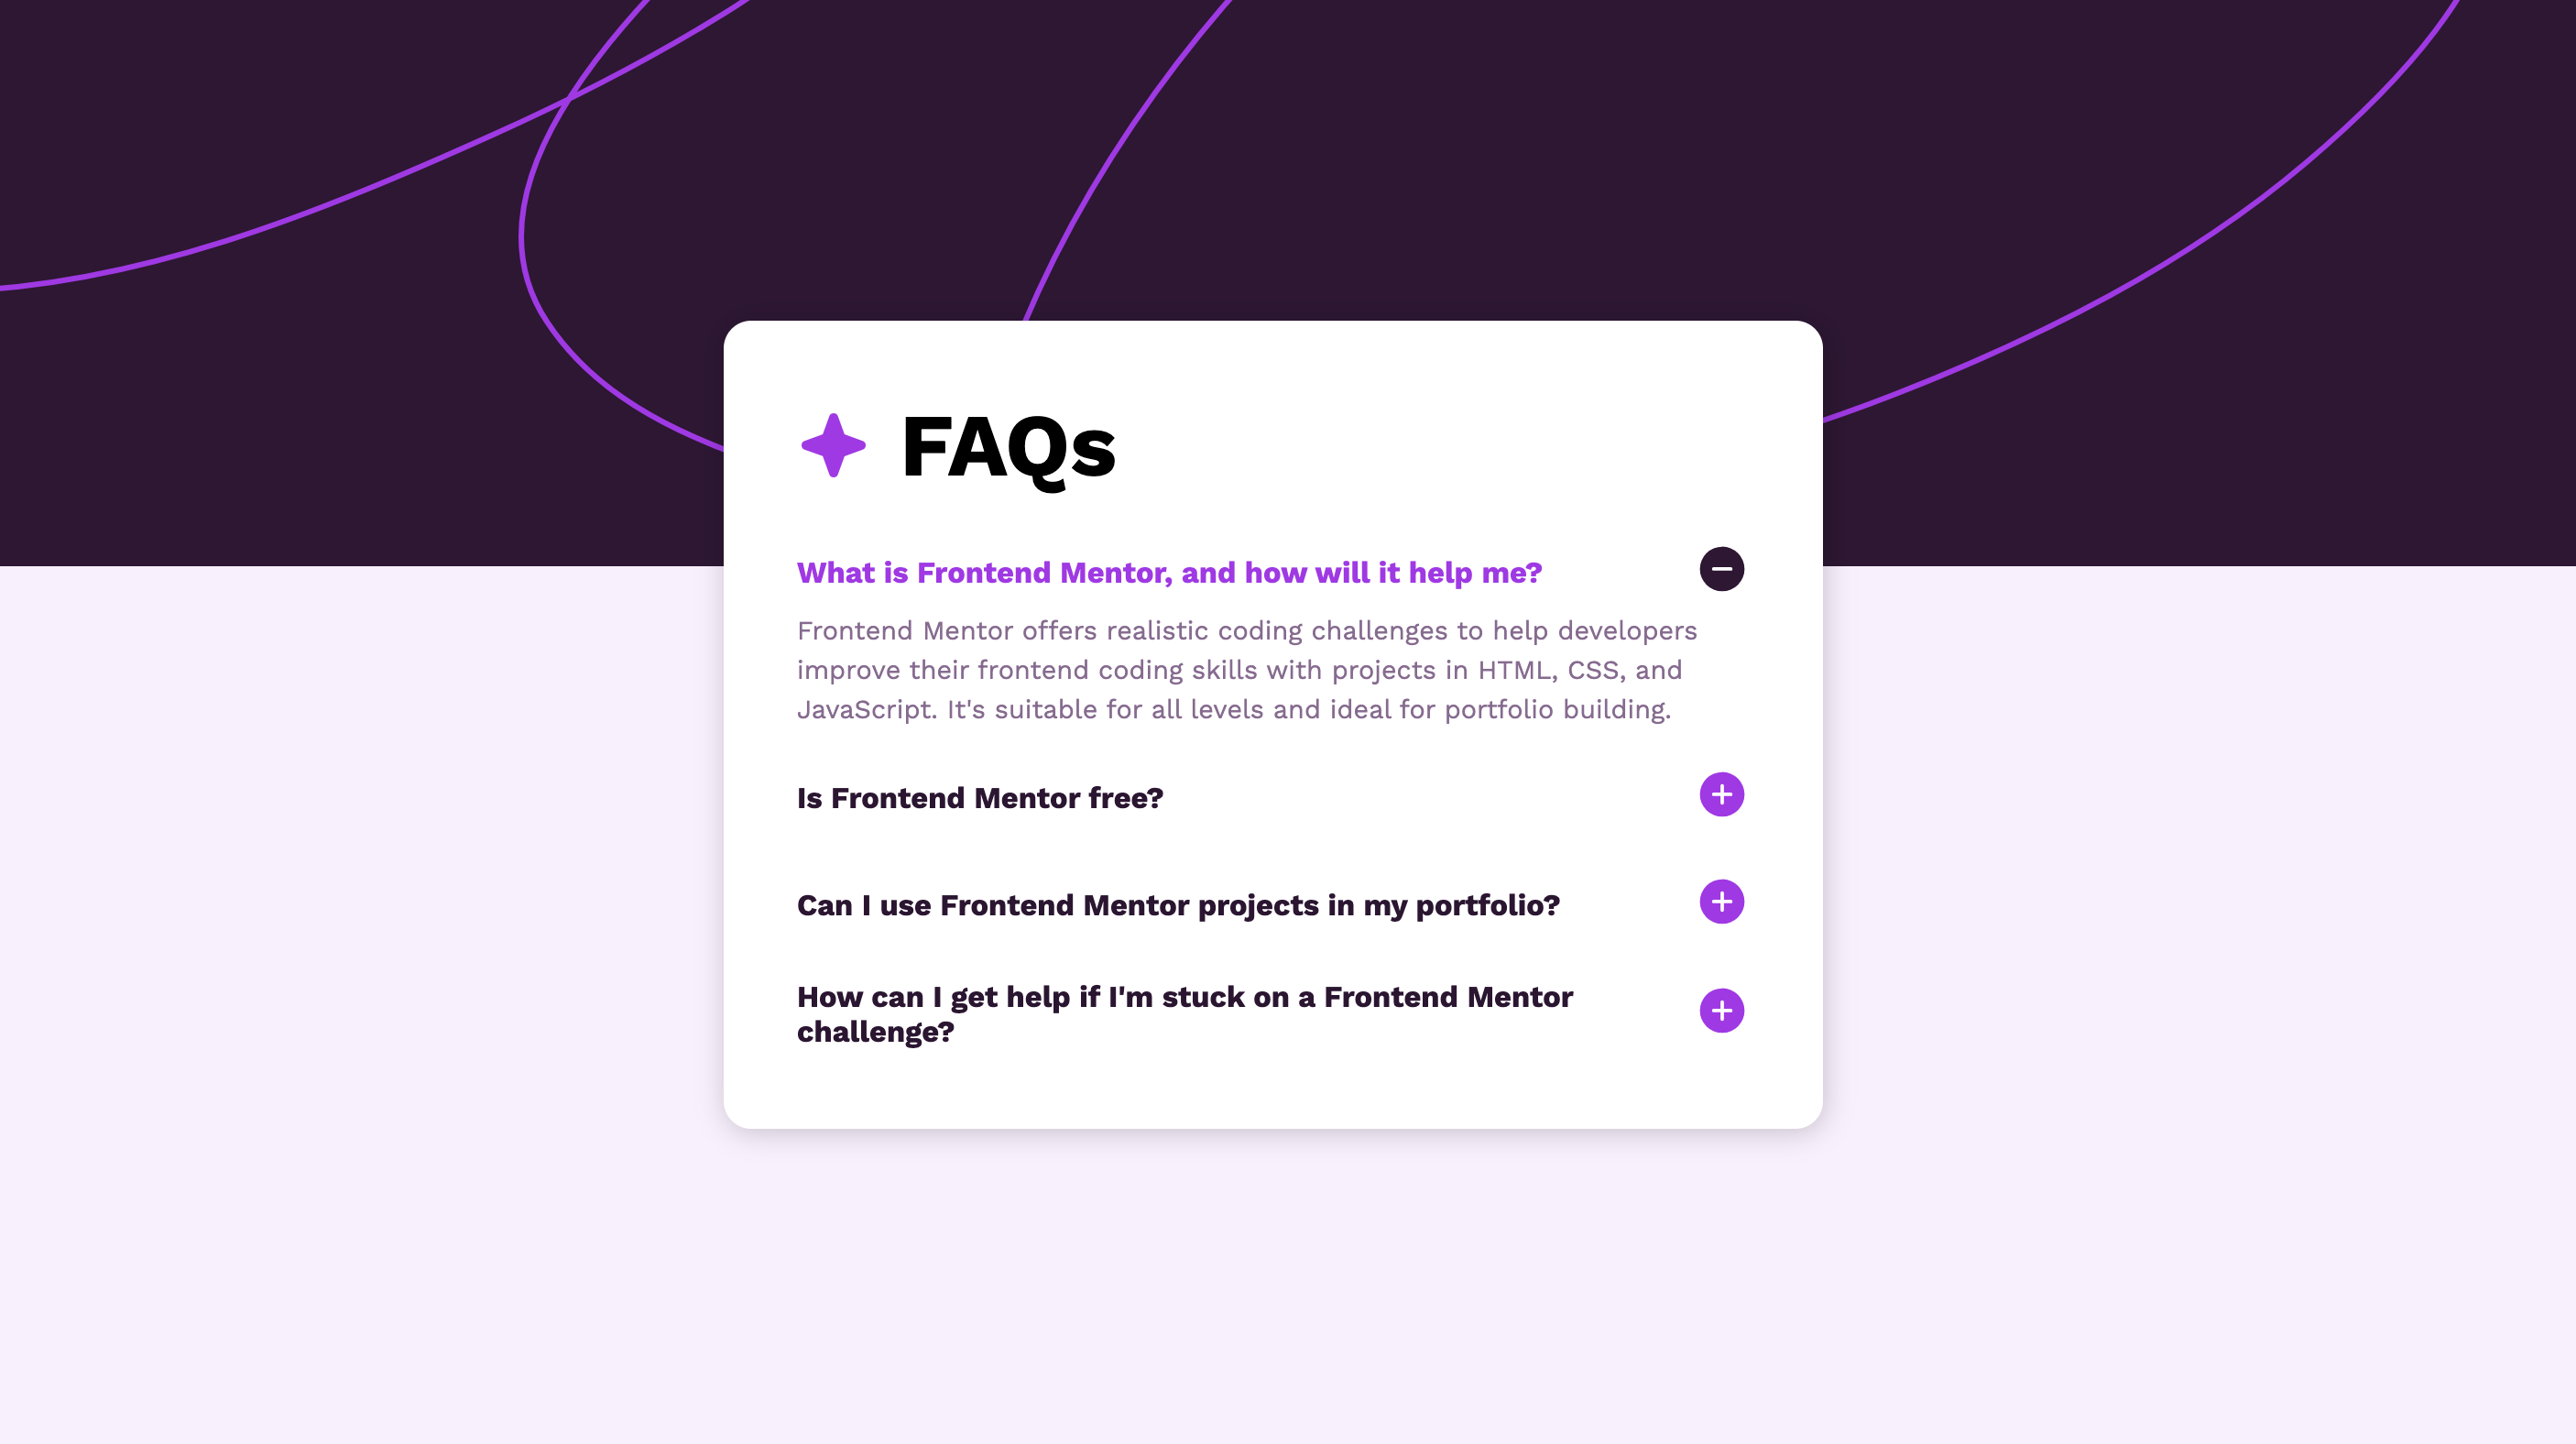 FAQs
What is Frontend Mentor, and how will it help me?
Frontend Mentor offers realistic coding challenges to help developers
improve their frontend coding skills with projects in HTML, CSS, and
JavaScript. It's suitable for all levels and ideal for portfolio building.
Is Frontend Mentor free?
Can I use Frontend Mentor projects in my portfolio?
How can I get help if I'm stuck on a Frontend Mentor
challenge?